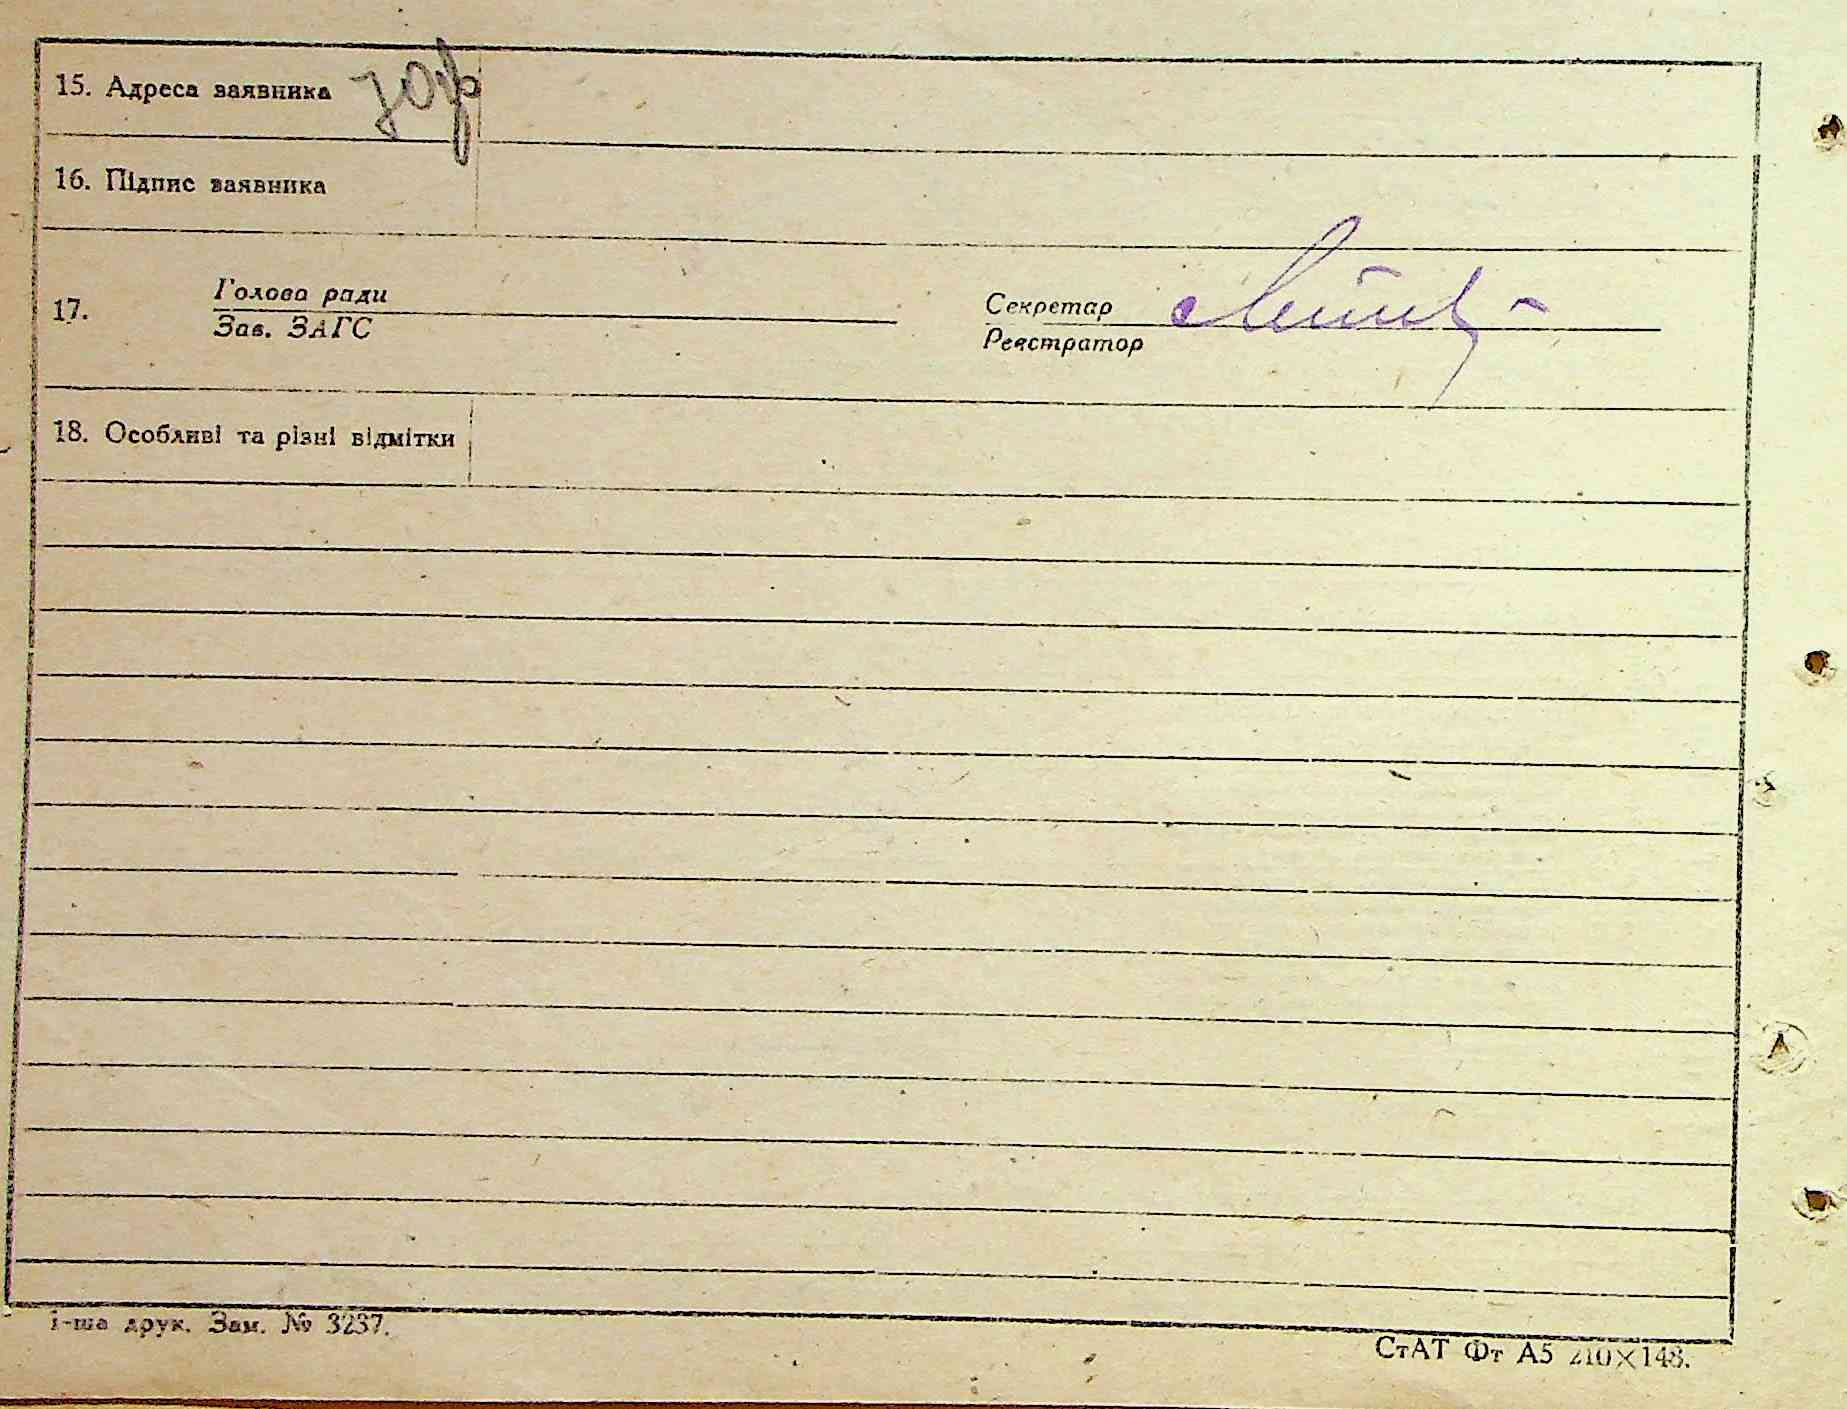 15. Адреса заявника
16. Підпис заявника
17.
Голова ради
Зав. ЗАГС
Секретар
Реєстратор
18. Особливі та різні відмітки
1-ша друк. Зам. № 3237.
СтАТ Фт А5 210×148.